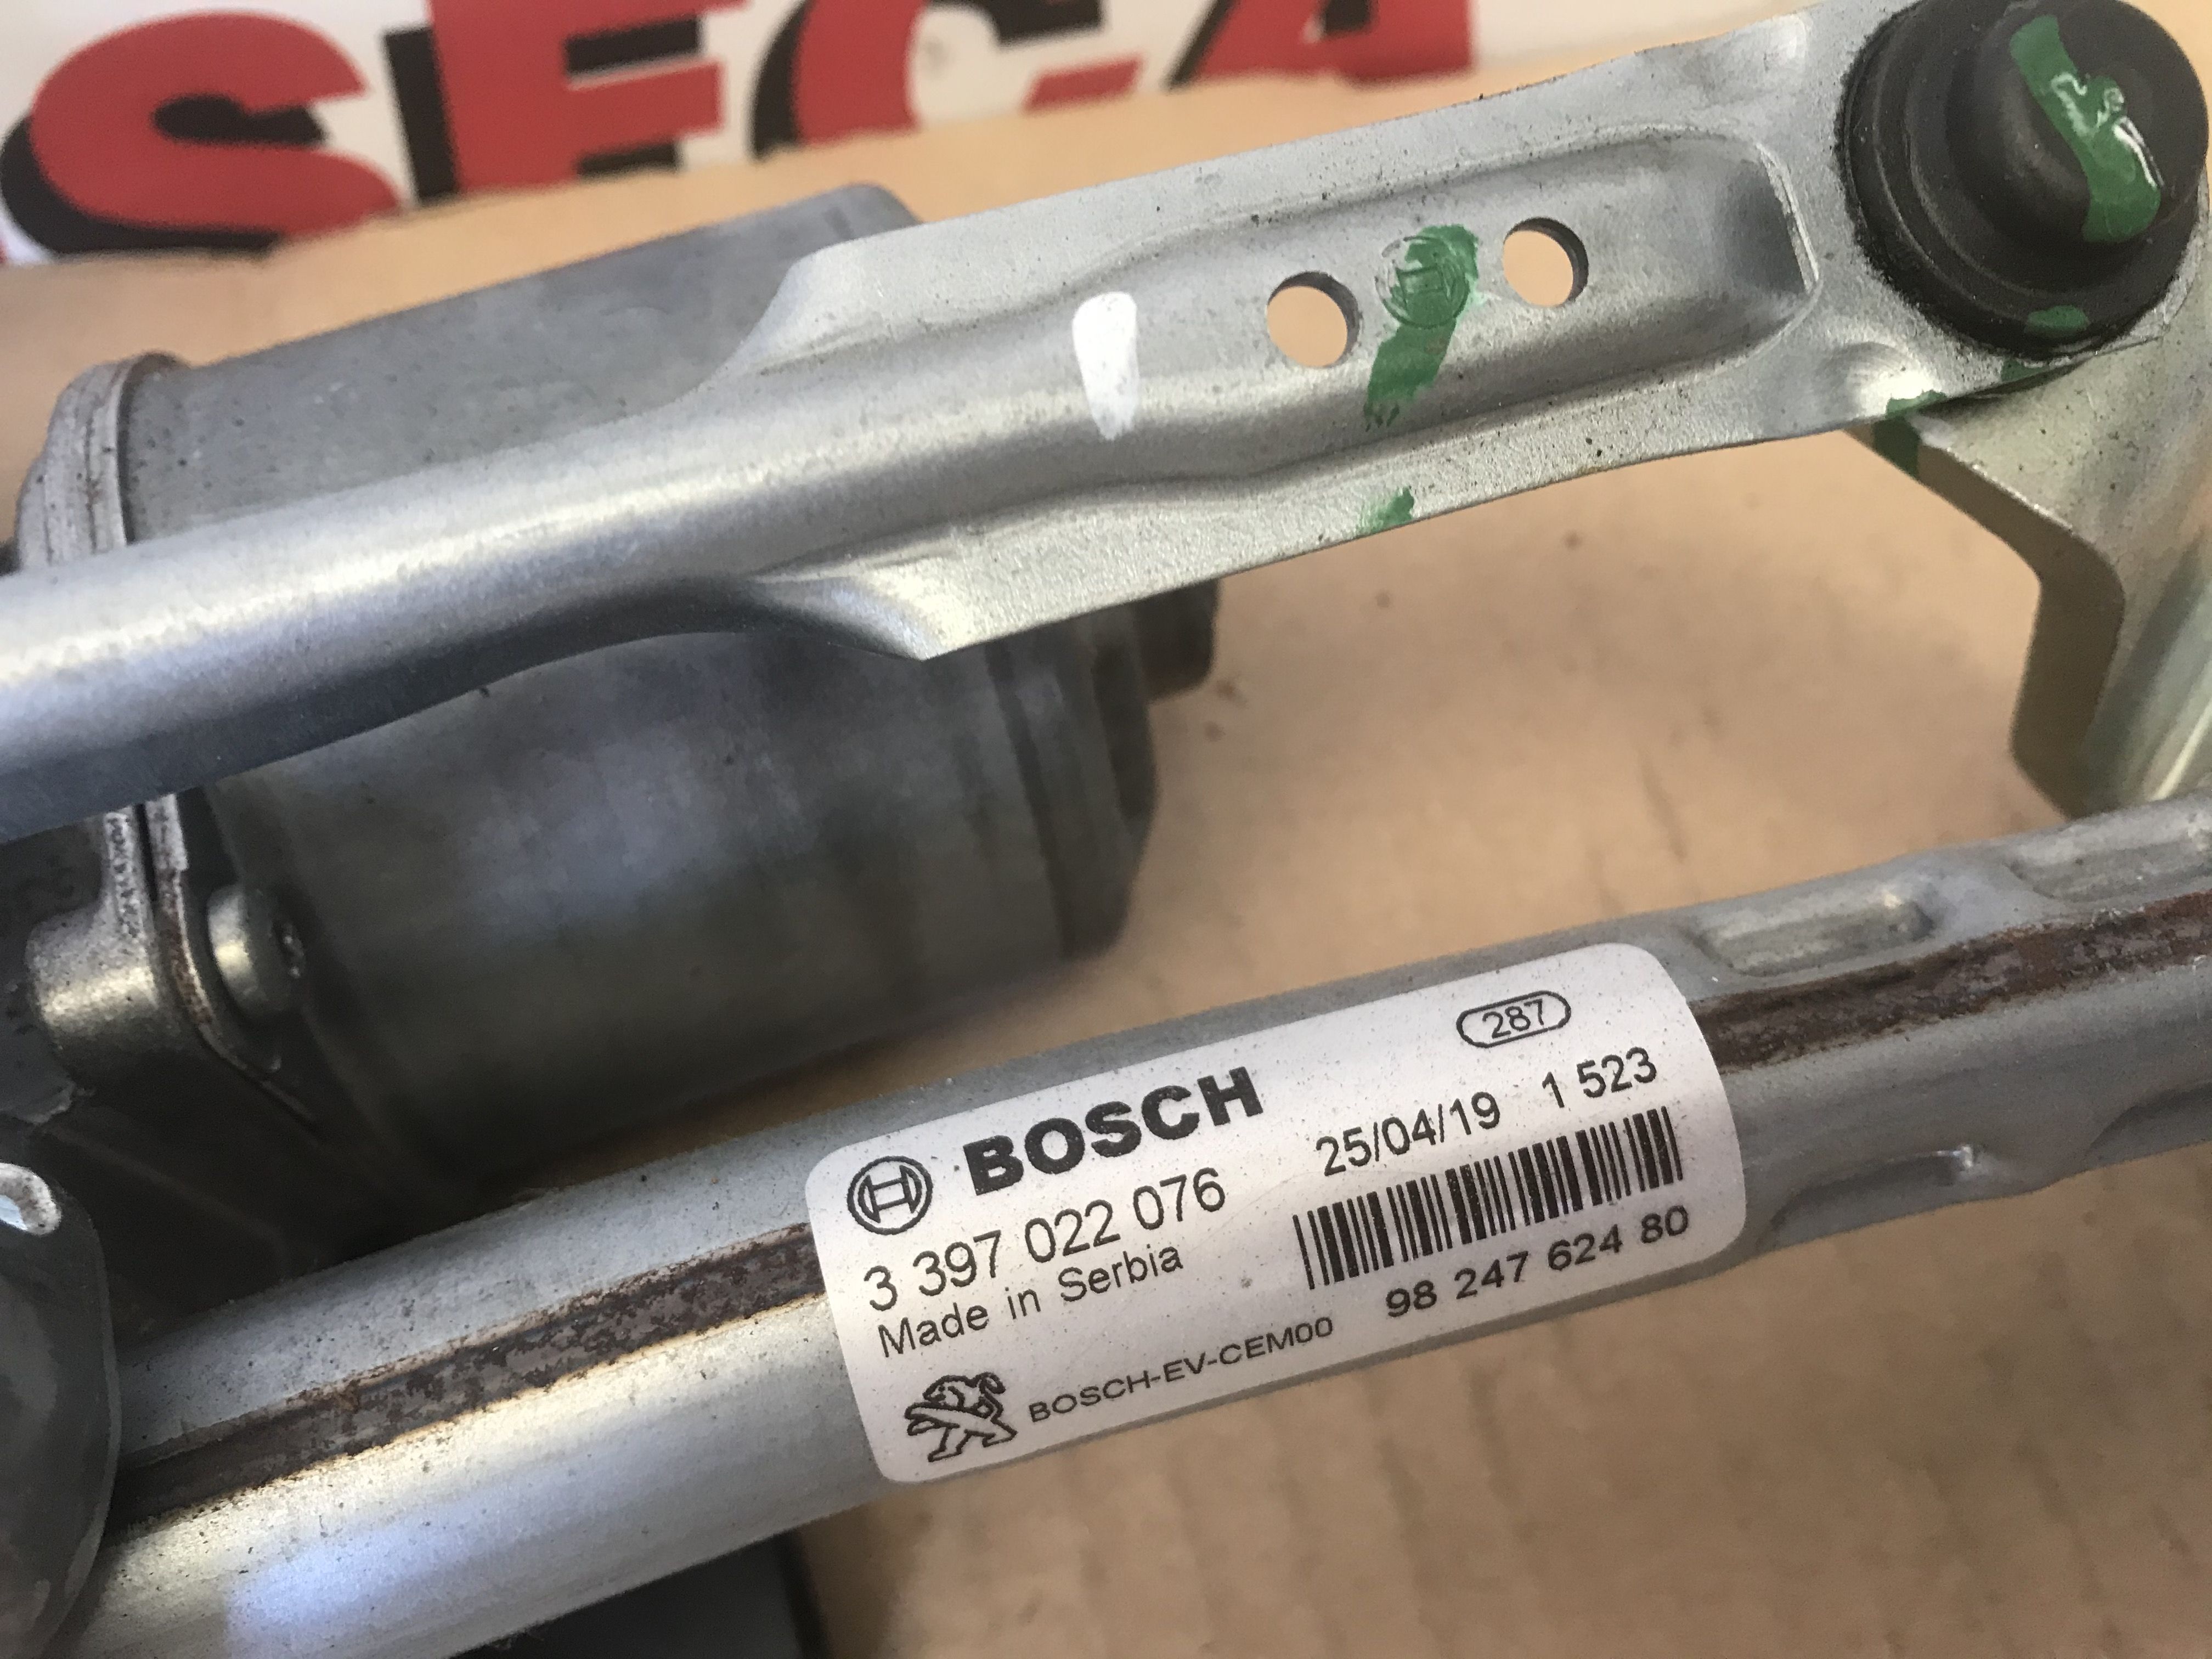 SECA
287
BOSCH
25/04/19 1 523
3 397 022 076
Made in Serbia
98 247 624 80
BOSCH-EV-CEM00